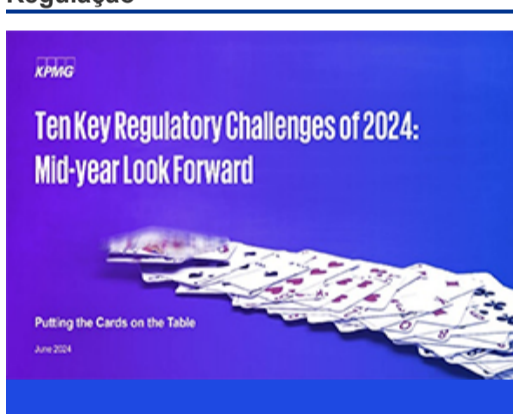 Regulação
KPMG
Ten Key Regulatory Challenges of 2024:
Mid-year Look Forward
Putting the Cards on the Table
June 2024